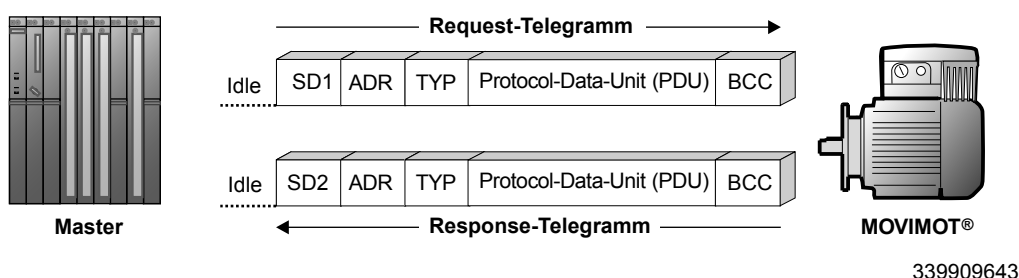 Request-Telegramm
Idle SD1 ADR TYP Protocol-Data-Unit (PDU) BCC
Idle SD2 ADR TYP Protocol-Data-Unit (PDU) BCC
Master Response-Telegramm MOVIMOT®
339909643